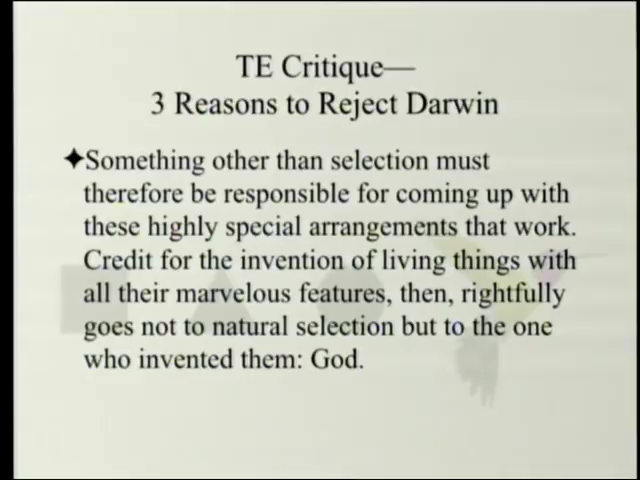 TE Critique—
3 Reasons to Reject Darwin
✦Something other than selection must
therefore be responsible for coming up with
these highly special arrangements that work.
Credit for the invention of living things with
all their marvelous features, then, rightfully
goes not to natural selection but to the one
who invented them: God.